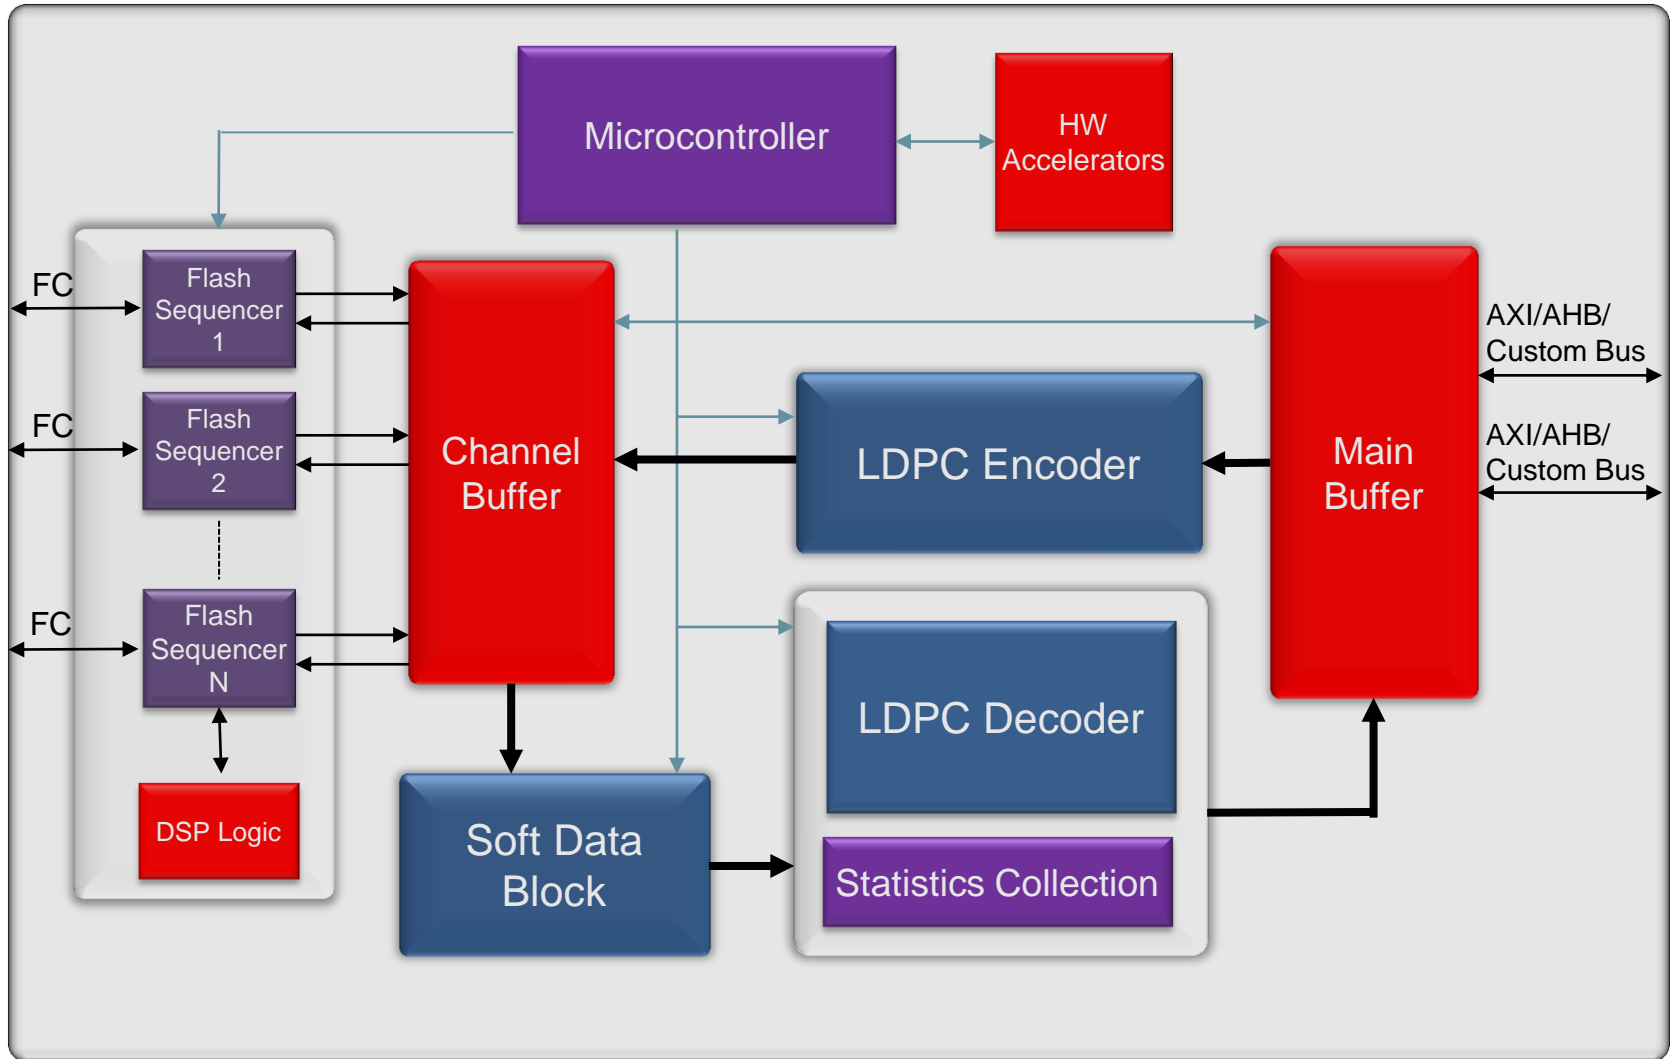 Microcontroller
HW
Accelerators
FC
Flash
Sequencer
1
FC
Flash
Sequencer
2
FC
Flash
Sequencer
N
DSP Logic
Channel
Buffer
LDPC Encoder
Main
Buffer
AXI/AHB/
Custom Bus
AXI/AHB/
Custom Bus
LDPC Decoder
Soft Data
Block
Statistics Collection